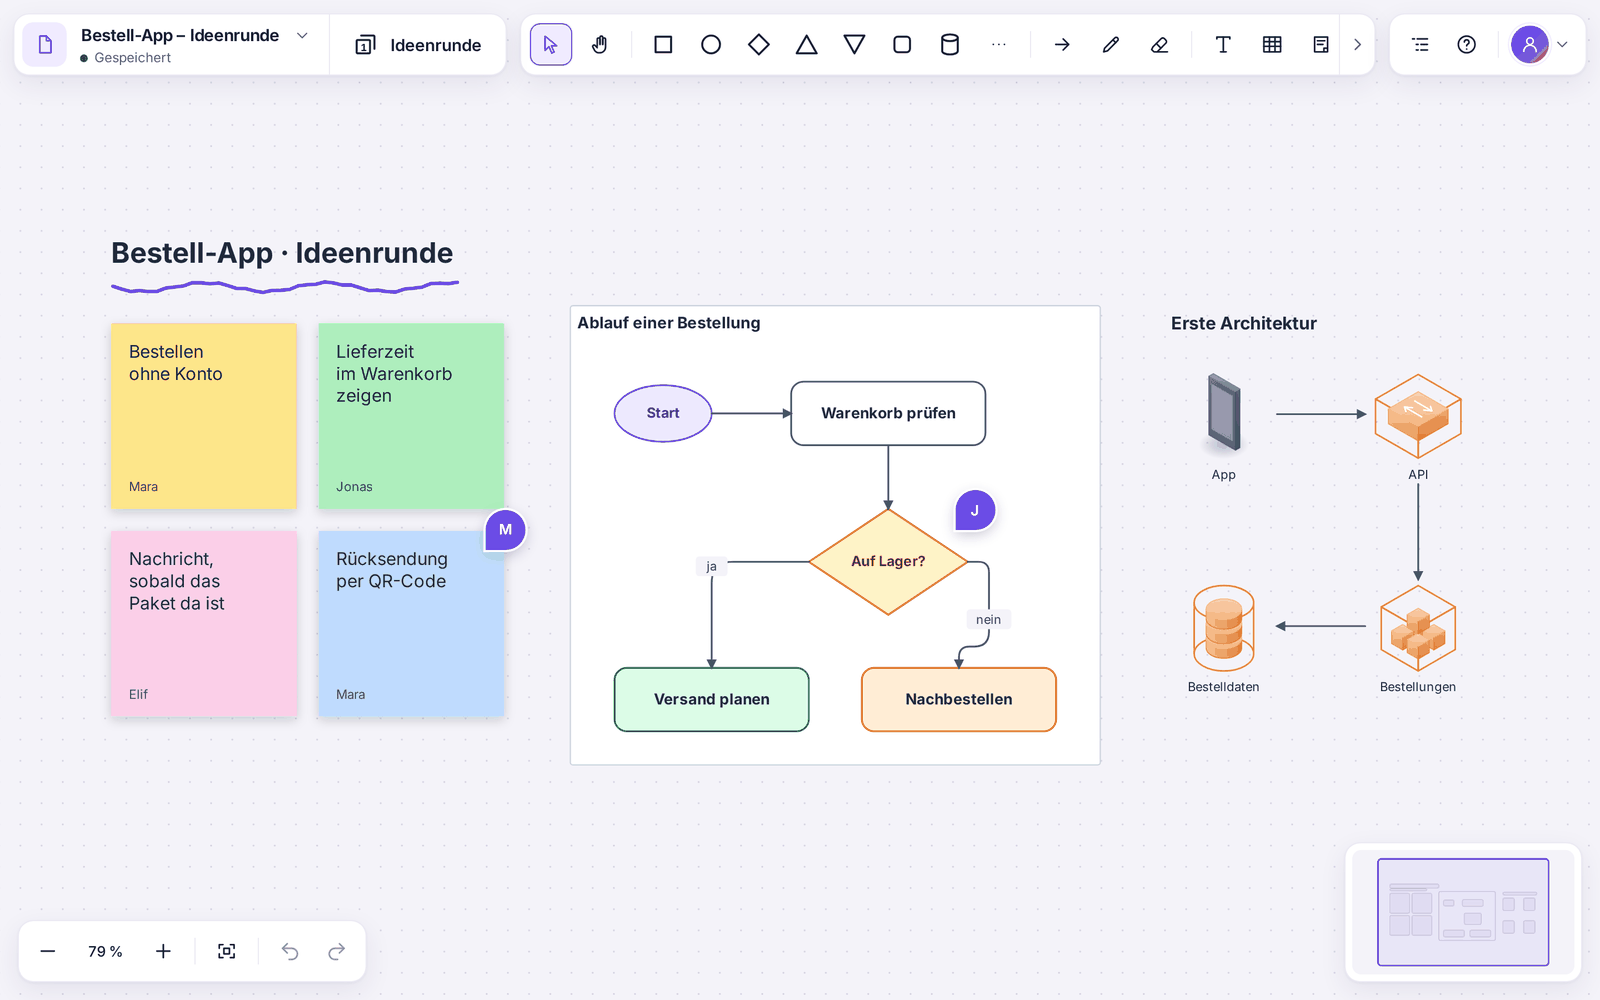 Bestell-App – Ideenrunde
Gespeichert
1
Ideenrunde
Bestell-App · Ideenrunde
Bestellen
ohne Konto
Mara
Lieferzeit
im Warenkorb
zeigen
Jonas
M
Nachricht,
sobald das
Paket da ist
Elif
Rücksendung
per QR-Code
Mara
Ablauf einer Bestellung
Start
Warenkorb prüfen
J
Auf Lager?
ja
nein
Versand planen
Nachbestellen
Erste Architektur
App
API
Bestelldaten
Bestellungen
79 %